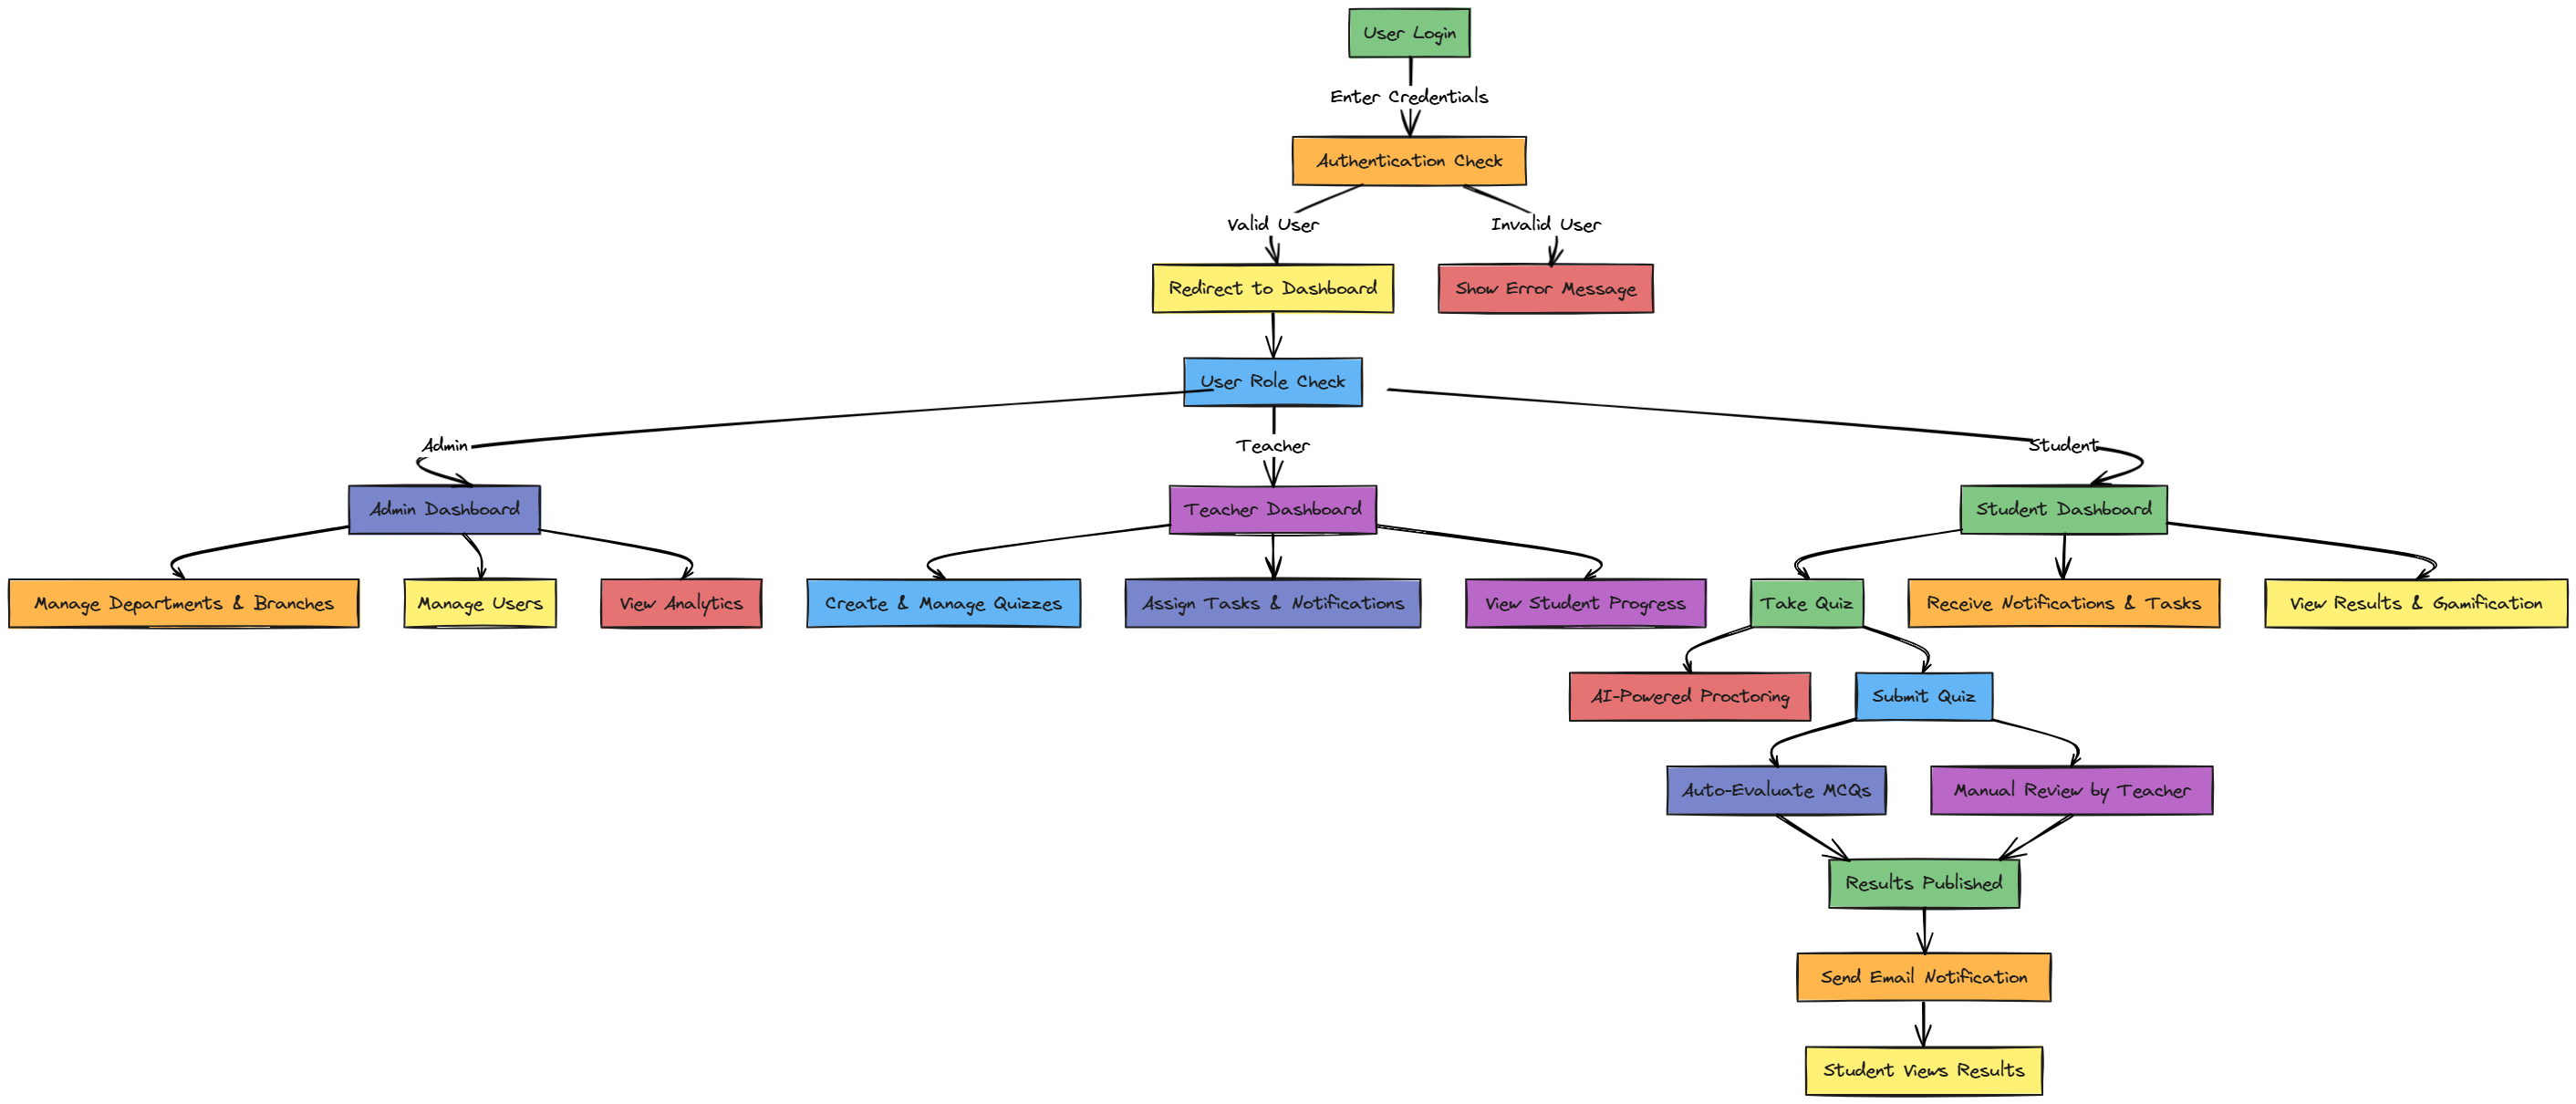 User Login
Enter Credentials
Authentication Check
Valid User
Invalid User
Redirect to Dashboard
Show Error Message
User Role Check
Admin
Teacher
Student
Admin Dashboard
Teacher Dashboard
Student Dashboard
Manage Departments & Branches
Manage Users
View Analytics
Create & Manage Quizzes
Assign Tasks & Notifications
View Student Progress
Take Quiz
Receive Notifications & Tasks
View Results & Gamification
AI-Powered Proctoring
Submit Quiz
Auto-Evaluate MCQs
Manual Review by Teacher
Results Published
Send Email Notification
Student Views Results